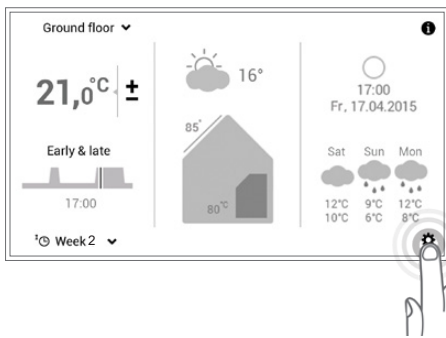 Ground floor
21,0°C ±
Early & late
17:00
¹ Week 2
16°
85°
80°C
17:00
Fr, 17.04.2015
Sat Sun Mon
12°C 9°C 12°C
10°C 6°C 8°C